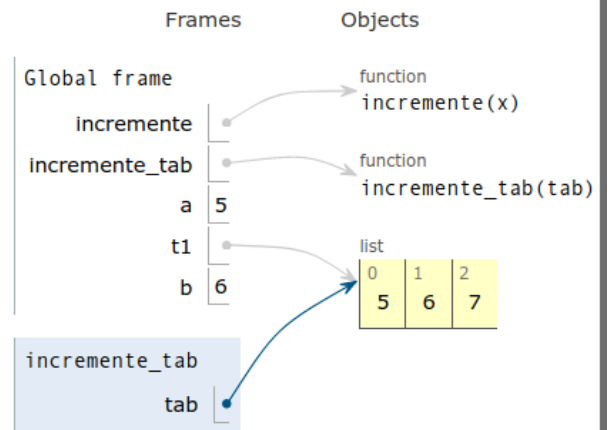 Frames Objects
Global frame
function
incremente(x)
incremente
function
incremente_tab
incremente_tab(tab)
a 5
t1
list
b 6
0 1 2
5 6 7
incremente_tab
tab